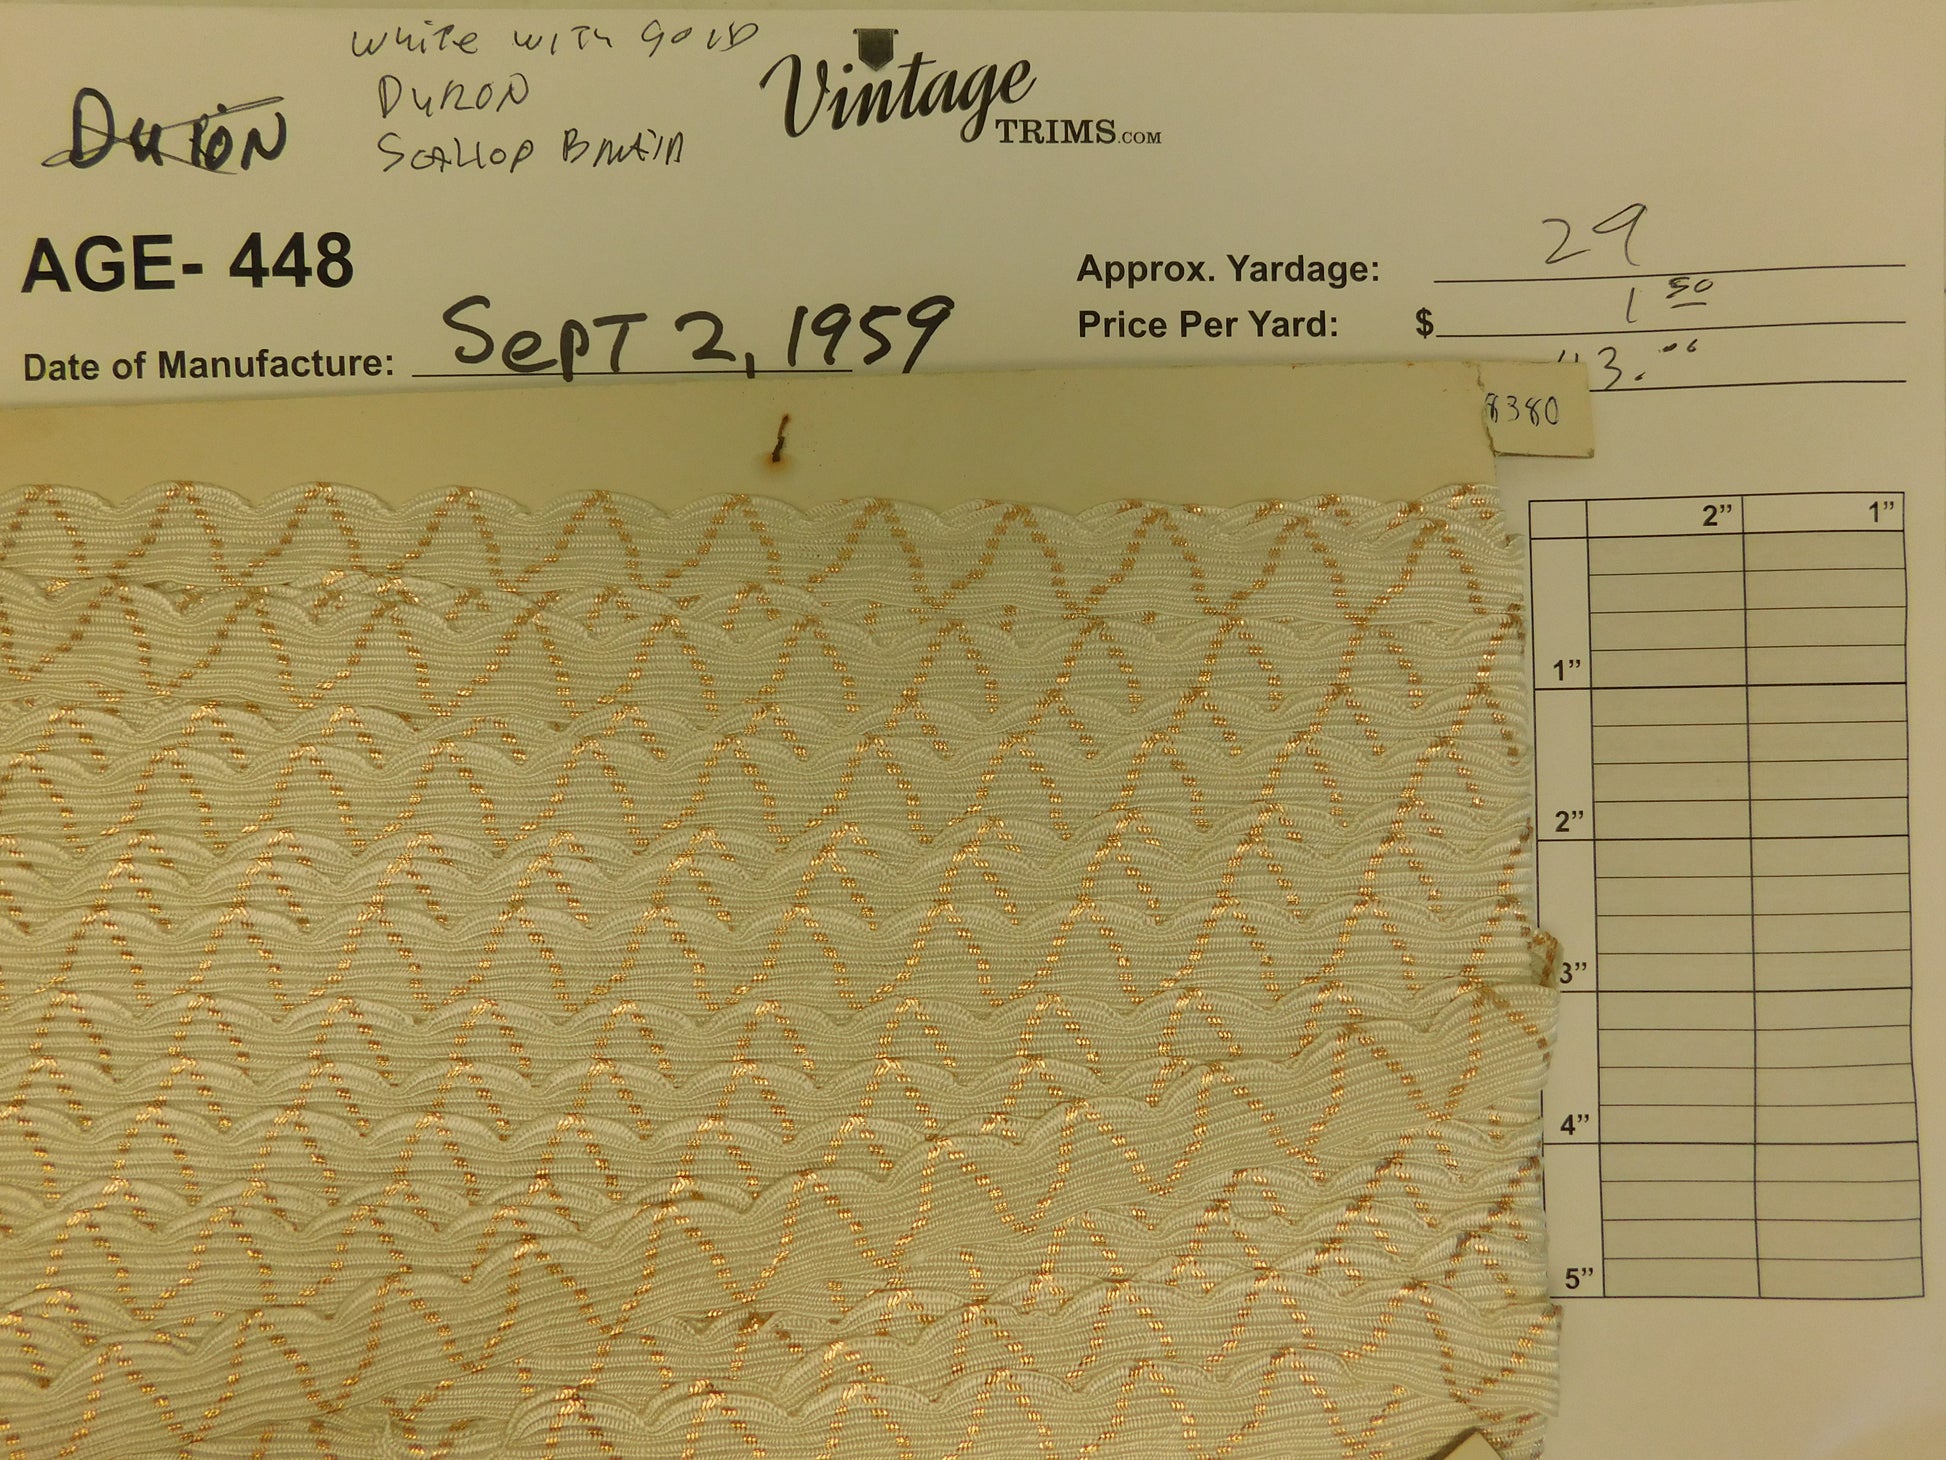 White with Gold
Duron
Duron
Scallop Braid
Vintage
TRIMS.COM
AGE- 448
Approx. Yardage: 29
Price Per Yard: $ 1 50
Date of Manufacture: Sept 2, 1959
43.00
8380
2” 1”
1”
2”
3”
4”
5”